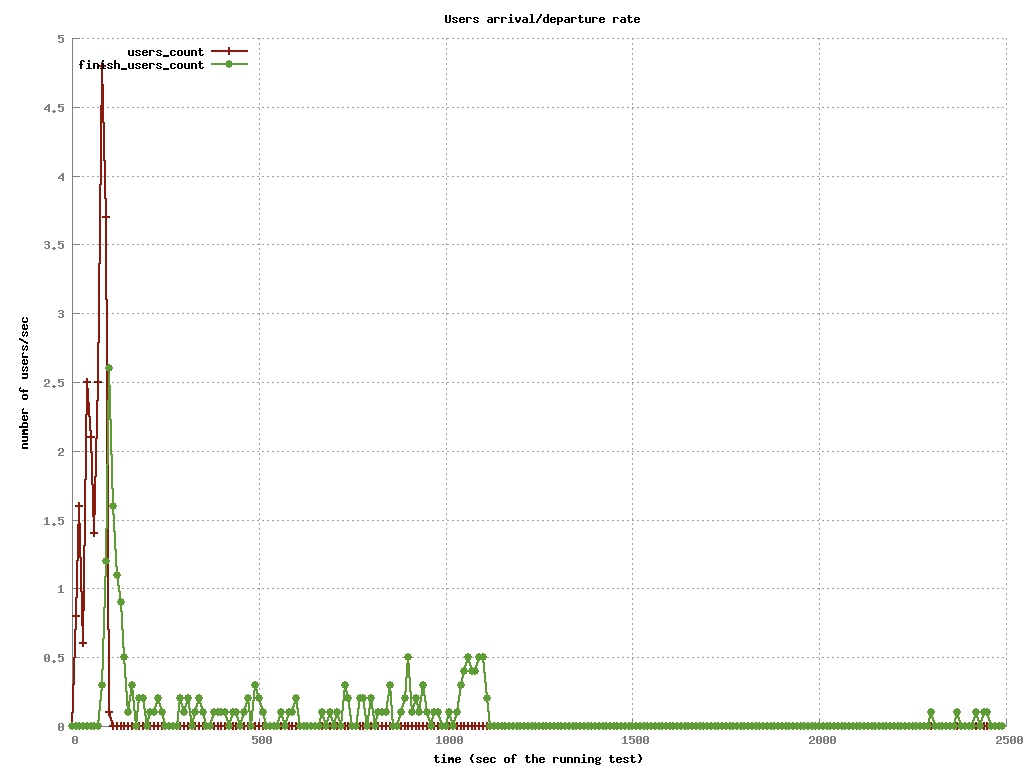 Users arrival/departure rate
users_count
finish_users_count
5
4.5
4
3.5
3
2.5
2
1.5
1
0.5
0
number of users/sec
0 500 1000 1500 2000 2500
time (sec of the running test)